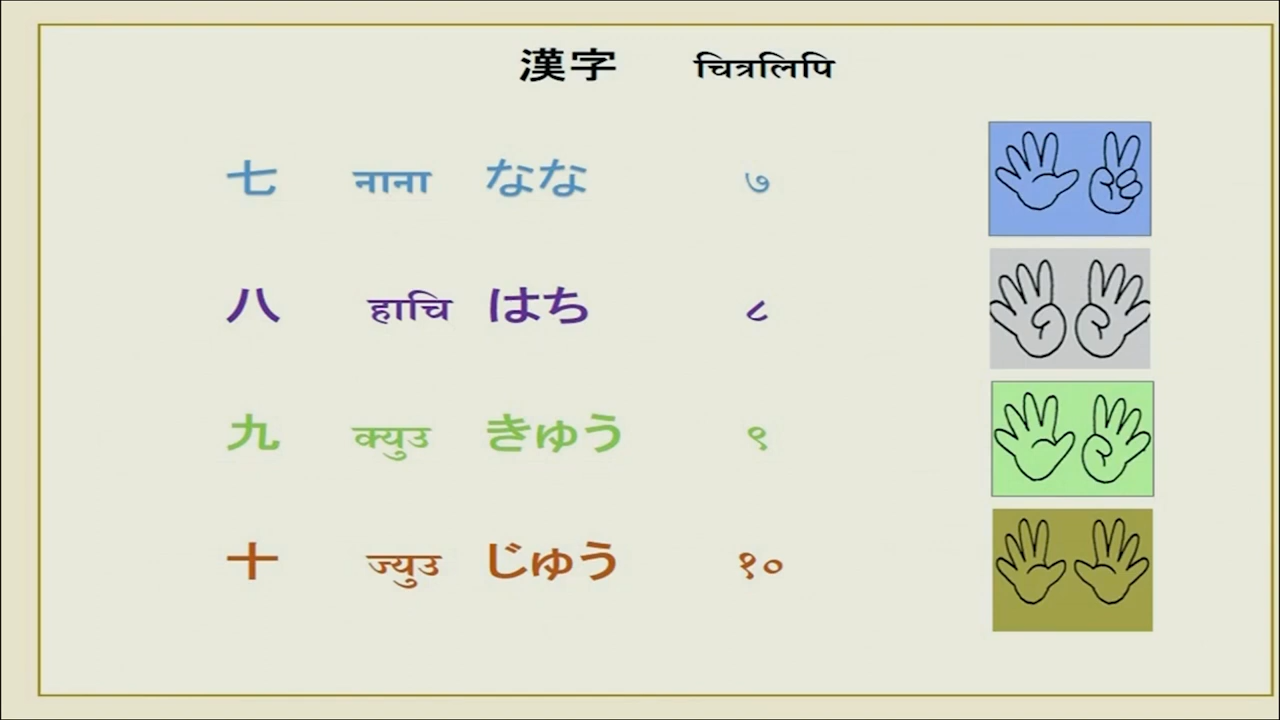 漢字 चित्रलिपि
七 नाना なな ७
八 हाचि はち ८
九 क्युउ きゅう ९
十 ज्युउ じゅう १०